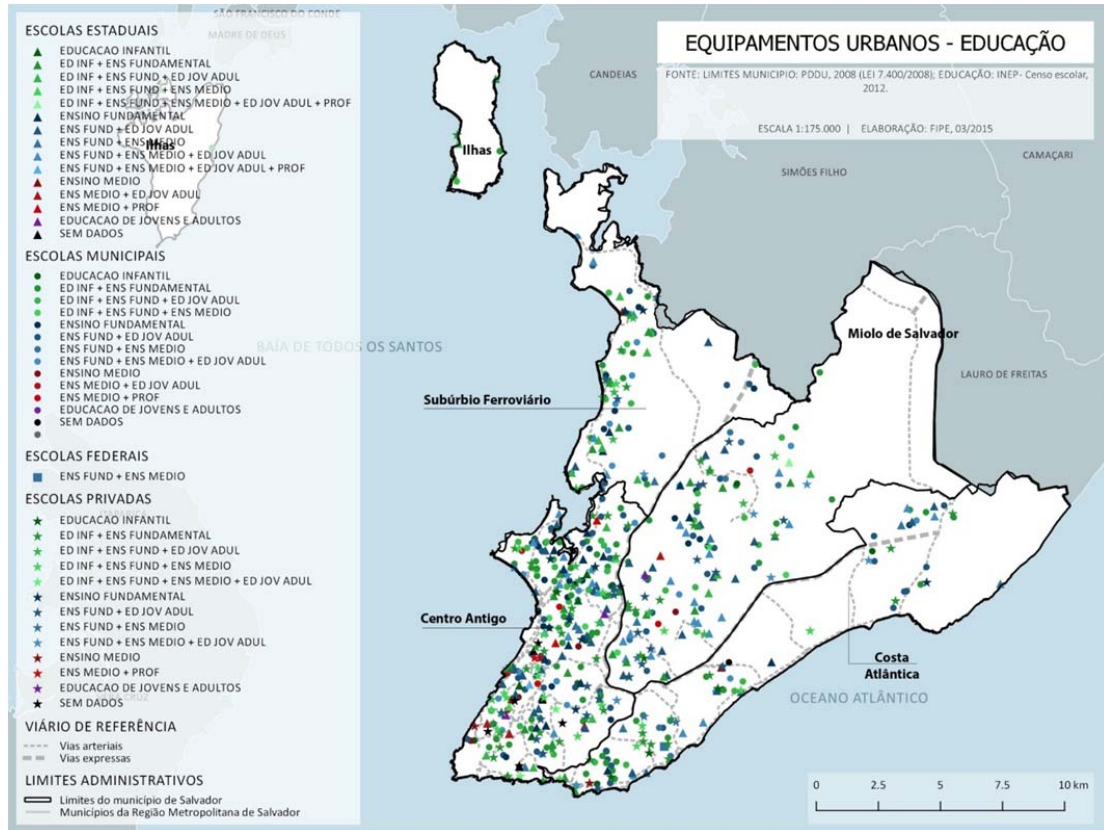 SÃO FRANCISCO DO CONDE
MADRE DE DEUS
EQUIPAMENTOS URBANOS - EDUCAÇÃO
FONTE: LIMITES MUNICIPIO: PDDU, 2008 (LEI 7.400/2008); EDUCAÇÃO: INEP- Censo escolar,
2012.
ESCALA 1:175.000 | ELABORAÇÃO: FIPE, 03/2015
ESCOLAS ESTADUAIS
EDUCACAO INFANTIL
ED INF + ENS FUNDAMENTAL
ED INF + ENS FUND + ED JOV ADUL
ED INF + ENS FUND + ENS MEDIO
ED INF + ENS FUND + ENS MEDIO + ED JOV ADUL + PROF
ENSINO FUNDAMENTAL
ENS FUND + ED JOV ADUL
ENS FUND + ENS MEDIO
ENS FUND + ENS MEDIO + ED JOV ADUL
ENS FUND + ENS MEDIO + ED JOV ADUL + PROF
ENSINO MEDIO
ENS MEDIO + ED JOV ADUL
ENS MEDIO + PROF
EDUCACAO DE JOVENS E ADULTOS
SEM DADOS
Ilhas
ESCOLAS MUNICIPAIS
EDUCACAO INFANTIL
ED INF + ENS FUNDAMENTAL
ED INF + ENS FUND + ED JOV ADUL
ED INF + ENS FUND + ENS MEDIO
ENSINO FUNDAMENTAL
ENS FUND + ED JOV ADUL
ENS FUND + ENS MEDIO
ENS FUND + ENS MEDIO + ED JOV ADUL
ENSINO MEDIO
ENS MEDIO + ED JOV ADUL
ENS MEDIO + PROF
EDUCACAO DE JOVENS E ADULTOS
SEM DADOS
ESCOLAS FEDERAIS
ENS FUND + ENS MEDIO
ESCOLAS PRIVADAS
ITAPARICA
EDUCACAO INFANTIL
ED INF + ENS FUNDAMENTAL
ED INF + ENS FUND + ED JOV ADUL
ED INF + ENS FUND + ENS MEDIO
ED INF + ENS FUND + ENS MEDIO + ED JOV ADUL
ENSINO FUNDAMENTAL
ENS FUND + ED JOV ADUL
ENS FUND + ENS MEDIO
ENS FUND + ENS MEDIO + ED JOV ADUL
ENSINO MEDIO
ENS MEDIO + PROF
EDUCACAO DE JOVENS E ADULTOS
SEM DADOS
VIÁRIO DE REFERÊNCIA
Vias arteriais
Vias expressas
LIMITES ADMINISTRATIVOS
Limites do município de Salvador
Municípios da Região Metropolitana de Salvador
CANDEIAS
Ilhas
CAMAÇARI
SIMÕES FILHO
Miolo de Salvador
BAÍA DE TODOS OS SANTOS
LAURO DE FREITAS
Subúrbio Ferroviário
Centro Antigo
Costa
Atlântica
OCEANO ATLÂNTICO
0 2.5 5 7.5 10 km